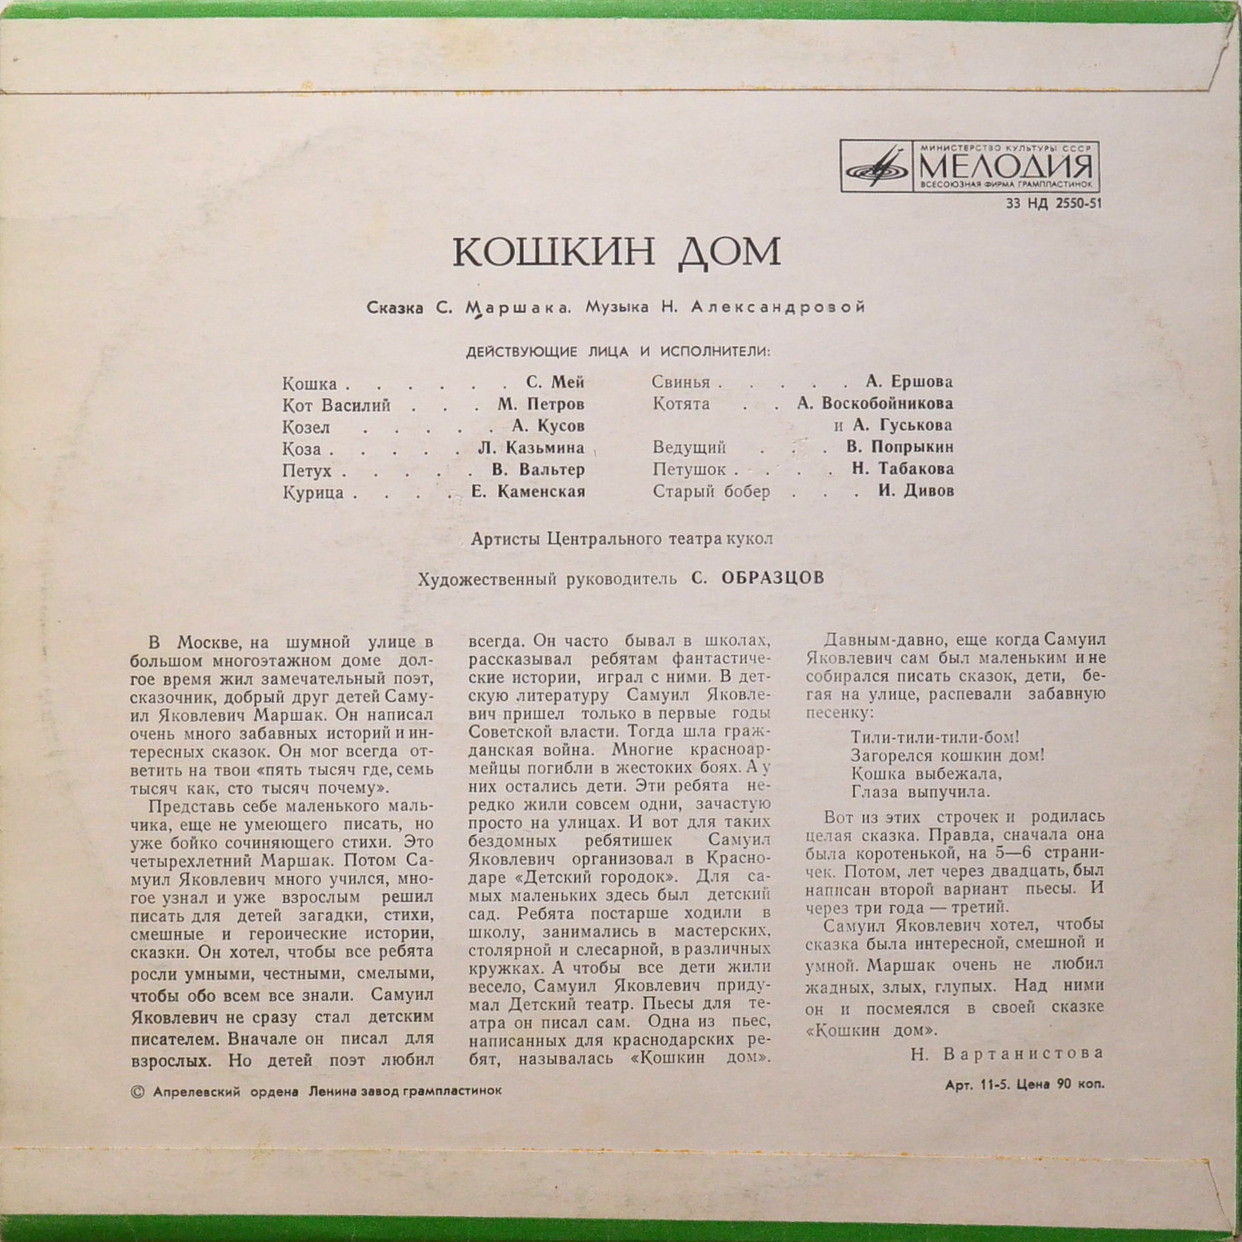 МИНИСТЕРСТВО КУЛЬТУРЫ СССР
МЕЛОДИЯ
ВСЕСОЮЗНАЯ ФИРМА ГРАМПЛАСТИНОК
33 НД 2550-51
КОШКИН ДОМ
Сказка С. Маршака. Музыка Н. Александровой
ДЕЙСТВУЮЩИЕ ЛИЦА И ИСПОЛНИТЕЛИ:
Кошка . . . . . . С. Мей
Кот Василий . . . М. Петров
Козел . . . . . А. Кусов
Коза . . . . . Л. Казьмина
Петух . . . . . В. Вальтер
Курица . . . . Е. Каменская
Свинья . . . . . А. Ершова
Котята . . А. Воскобойникова
и А. Гуськова
Ведущий . . . В. Попрыкин
Петушок . . . . Н. Табакова
Старый бобер . . . И. Дивов
Артисты Центрального театра кукол
Художественный руководитель С. ОБРАЗЦОВ
В Москве, на шумной улице в
большом многоэтажном доме дол-
гое время жил замечательный поэт,
сказочник, добрый друг детей Саму-
ил Яковлевич Маршак. Он написал
очень много забавных историй и ин-
тересных сказок. Он мог всегда от-
ветить на твои «пять тысяч где, семь
тысяч как, сто тысяч почему».
Представь себе маленького маль-
чика, еще не умеющего писать, но
уже бойко сочиняющего стихи. Это
четырехлетний Маршак. Потом Са-
муил Яковлевич много учился, мно-
гое узнал и уже взрослым решил
писать для детей загадки, стихи,
смешные и героические истории,
сказки. Он хотел, чтобы все ребята
росли умными, честными, смелыми,
чтобы обо всем все знали. Самуил
Яковлевич не сразу стал детским
писателем. Вначале он писал для
взрослых. Но детей поэт любил
всегда. Он часто бывал в школах,
рассказывал ребятам фантастиче-
ские истории, играл с ними. В дет-
скую литературу Самуил Яковле-
вич пришел только в первые годы
Советской власти. Тогда шла граж-
данская война. Многие красноар-
мейцы погибли в жестоких боях. А у
них остались дети. Эти ребята не-
редко жили совсем одни, зачастую
просто на улицах. И вот для таких
бездомных ребятишек Самуил
Яковлевич организовал в Красно-
даре «Детский городок». Для са-
мых маленьких здесь был детский
сад. Ребята постарше ходили в
школу, занимались в мастерских,
столярной и слесарной, в различных
кружках. А чтобы все дети жили
весело, Самуил Яковлевич приду-
мал Детский театр. Пьесы для те-
атра он писал сам. Одна из пьес,
написанных для краснодарских ре-
бят, называлась «Кошкин дом».
Давным-давно, еще когда Самуил
Яковлевич сам был маленьким и не
собирался писать сказок, дети, бе-
гая на улице, распевали забавную
песенку:
Тили-тили-тили-бом!
Загорелся кошкин дом!
Кошка выбежала,
Глаза выпучила.
Вот из этих строчек и родилась
целая сказка. Правда, сначала она
была коротенькой, на 5—6 страни-
чек. Потом, лет через двадцать, был
написан второй вариант пьесы. И
через три года — третий.
Самуил Яковлевич хотел, чтобы
сказка была интересной, смешной и
умной. Маршак очень не любил
жадных, злых, глупых. Над ними
он и посмеялся в своей сказке
«Кошкин дом».
Н. Вартанистова
© Апрелевский ордена Ленина завод грампластинок
Арт. 11-5. Цена 90 коп.